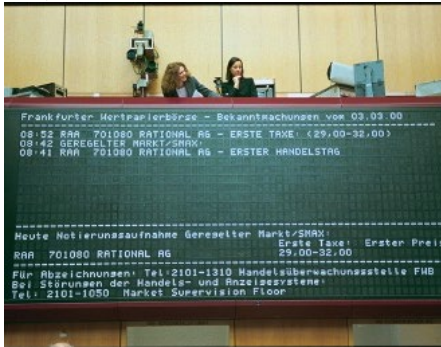 Frankfurter Wertpapierbörse - Bekanntmachungen vom 03.03.00
08:52 RAA 701080 RATIONAL AG - ERSTE TAXE: (29,00-32,00)
08:42 GEREGELTER MARKT/SMAX:
08:41 RAA 701080 RATIONAL AG - ERSTER HANDELSTAG
Heute Notierungsaufnahme Geregelter Markt/SMAX:
Erste Taxe: Erster Preis
RAA 701080 RATIONAL AG 29,00-32,00
Für Abzeichnungen: Tel:2101-1310 Handelsüberwachungsstelle FWB
Bei Störungen der Handels- und Anzeigesysteme:
Tel: 2101-1050 Market Supervision Floor